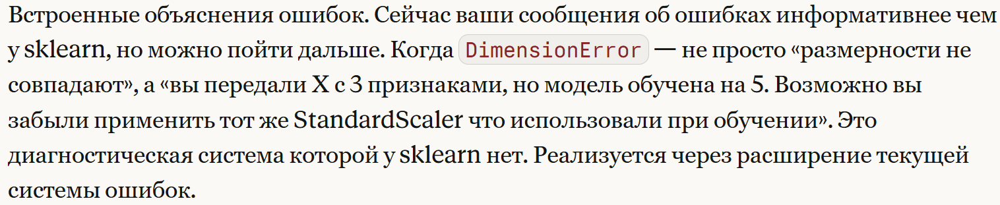 Встроенные объяснения ошибок. Сейчас ваши сообщения об ошибках информативнее чем
у sklearn, но можно пойти дальше. Когда DimensionError — не просто «размерности не
совпадают», а «вы передали X с 3 признаками, но модель обучена на 5. Возможно вы
забыли применить тот же StandardScaler что использовали при обучении». Это
диагностическая система которой у sklearn нет. Реализуется через расширение текущей
системы ошибок.